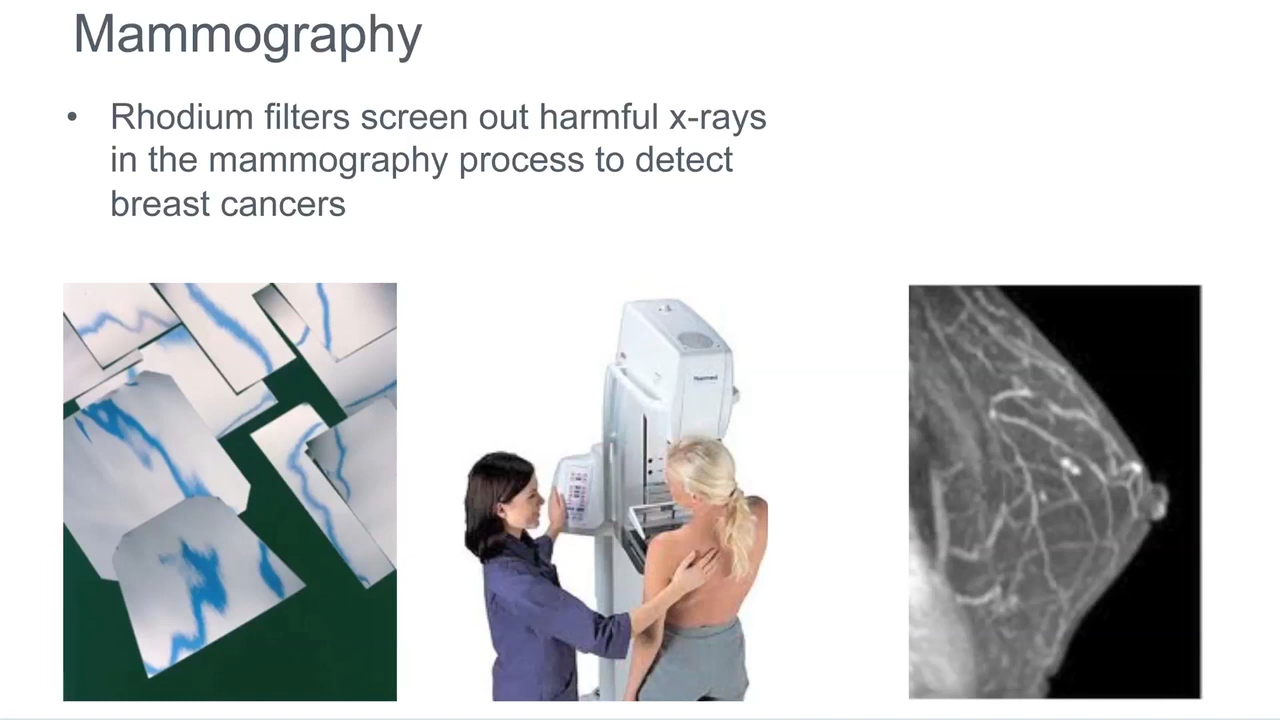 Mammography
• Rhodium filters screen out harmful x-rays
in the mammography process to detect
breast cancers